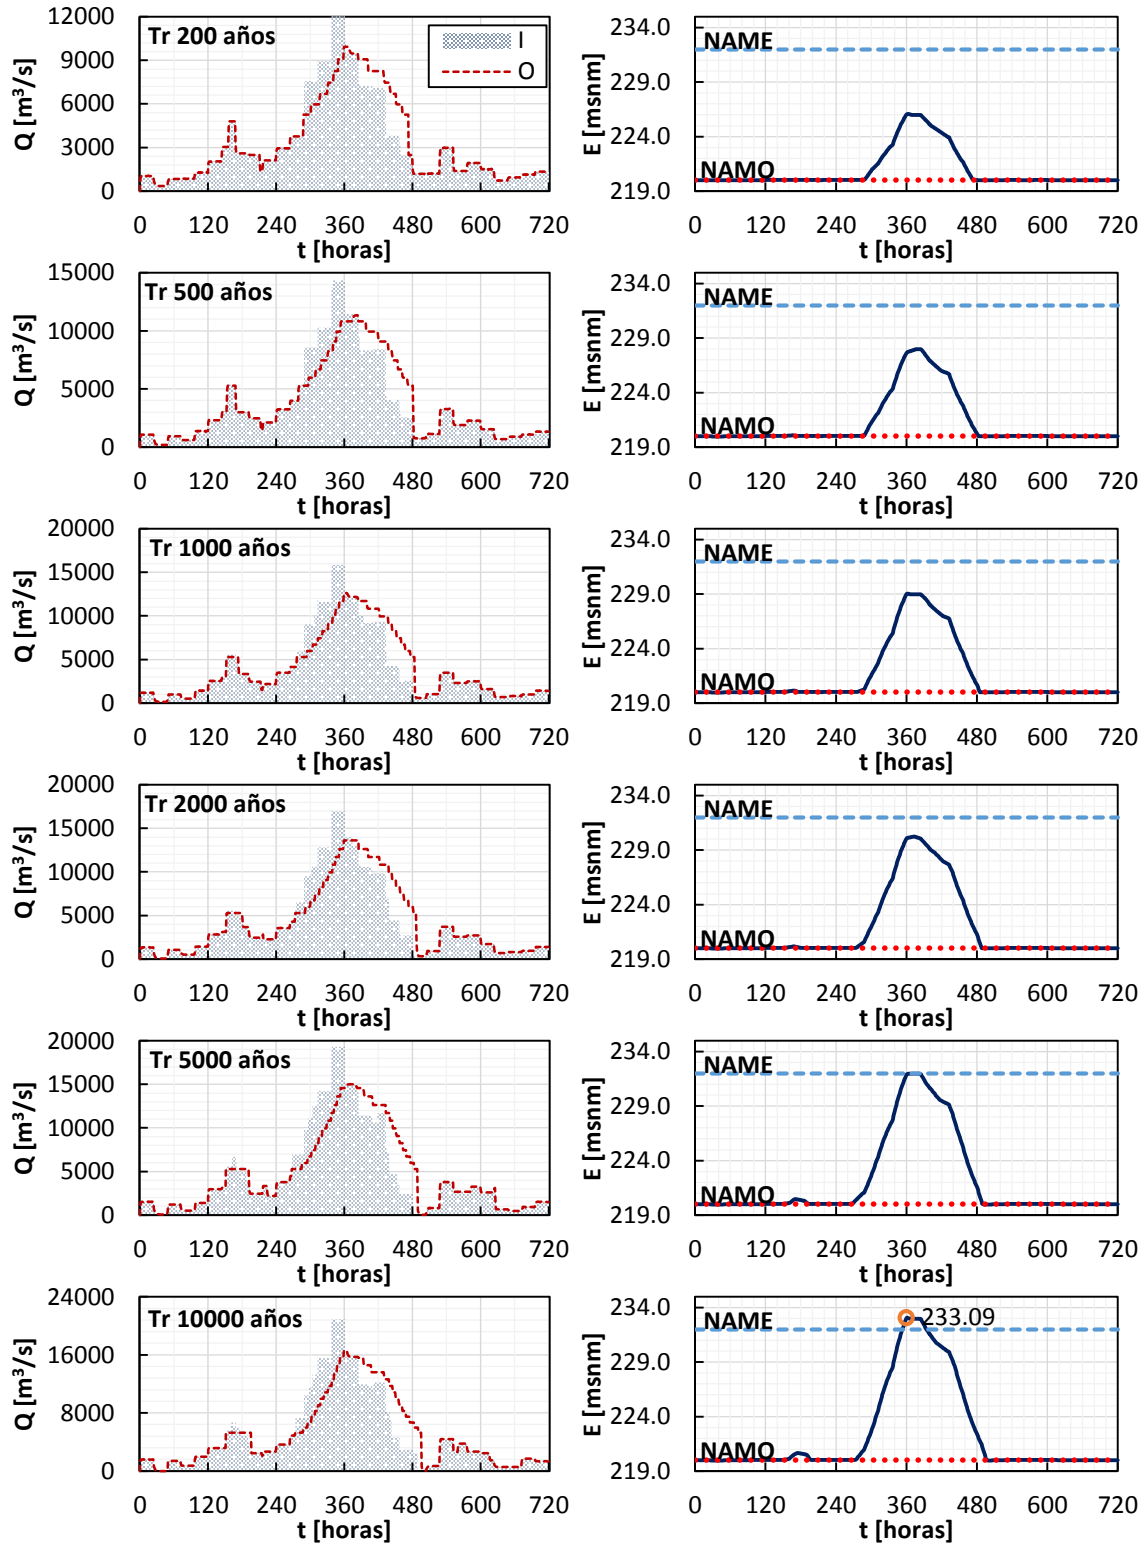 Tr 200 años
I
O
Q [m³/s]
12000
9000
6000
3000
0
0 120 240 360 480 600 720
t [horas]
E [msnm]
234.0
229.0
224.0
219.0
NAME
NAMO
0 120 240 360 480 600 720
t [horas]
Tr 500 años
Q [m³/s]
15000
10000
5000
0
0 120 240 360 480 600 720
t [horas]
E [msnm]
234.0
229.0
224.0
219.0
NAME
NAMO
0 120 240 360 480 600 720
t [horas]
Tr 1000 años
Q [m³/s]
20000
15000
10000
5000
0
0 120 240 360 480 600 720
t [horas]
E [msnm]
234.0
229.0
224.0
219.0
NAME
NAMO
0 120 240 360 480 600 720
t [horas]
Tr 2000 años
Q [m³/s]
20000
15000
10000
5000
0
0 120 240 360 480 600 720
t [horas]
E [msnm]
234.0
229.0
224.0
219.0
NAME
NAMO
0 120 240 360 480 600 720
t [horas]
Tr 5000 años
Q [m³/s]
20000
15000
10000
5000
0
0 120 240 360 480 600 720
t [horas]
E [msnm]
234.0
229.0
224.0
219.0
NAME
NAMO
0 120 240 360 480 600 720
t [horas]
Tr 10000 años
Q [m³/s]
24000
16000
8000
0
0 120 240 360 480 600 720
t [horas]
E [msnm]
234.0
229.0
224.0
219.0
NAME
233.09
NAMO
0 120 240 360 480 600 720
t [horas]